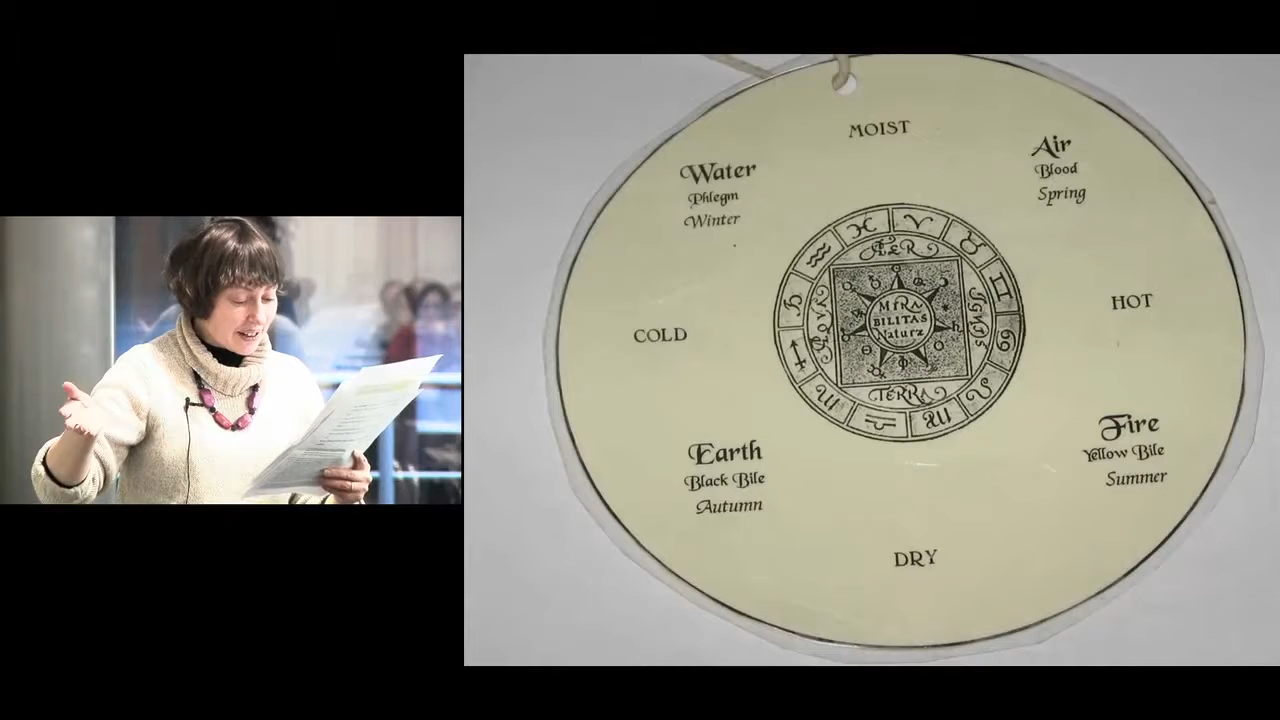 MOIST
Water
Phlegm
Winter
Air
Blood
Spring
COLD
HOT
AER
AQVA
IGNIS
TERRA
MIRA
BILITAS
Naturæ
Earth
Black Bile
Autumn
Fire
Yellow Bile
Summer
DRY